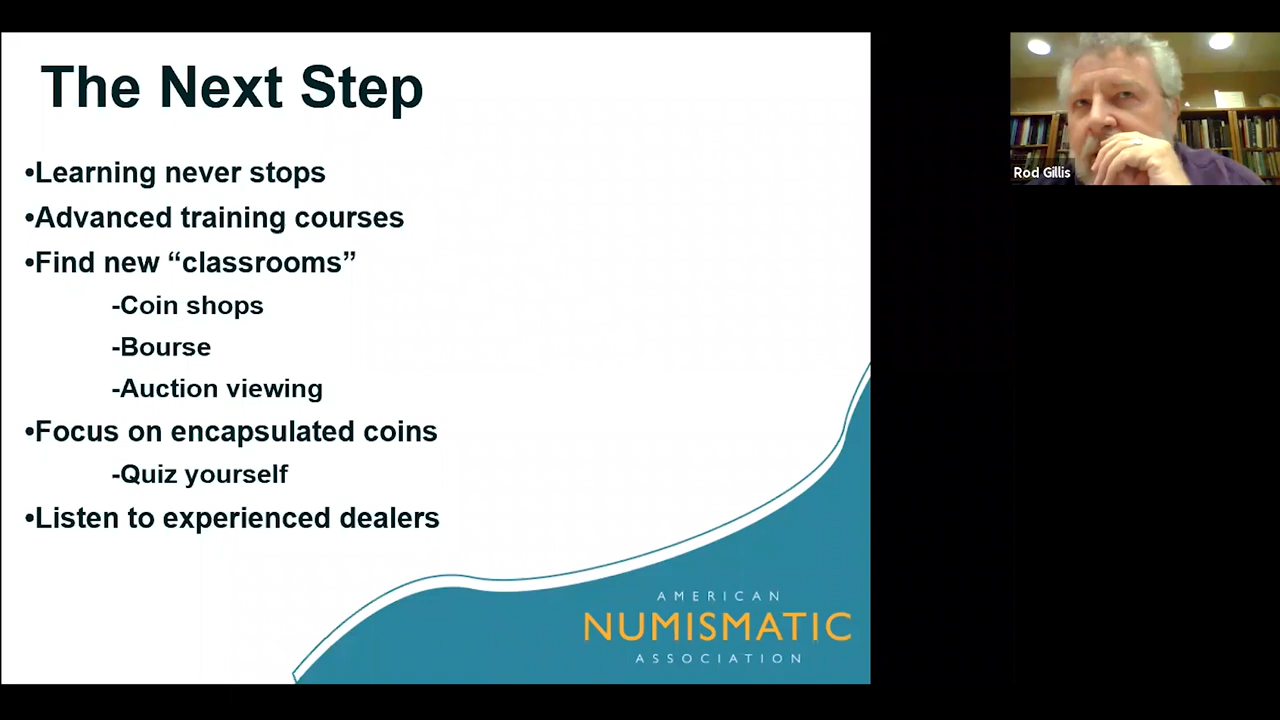 The Next Step
•Learning never stops
•Advanced training courses
•Find new “classrooms”
-Coin shops
-Bourse
-Auction viewing
•Focus on encapsulated coins
-Quiz yourself
•Listen to experienced dealers
AMERICAN
NUMISMATIC
ASSOCIATION
Rod Gillis